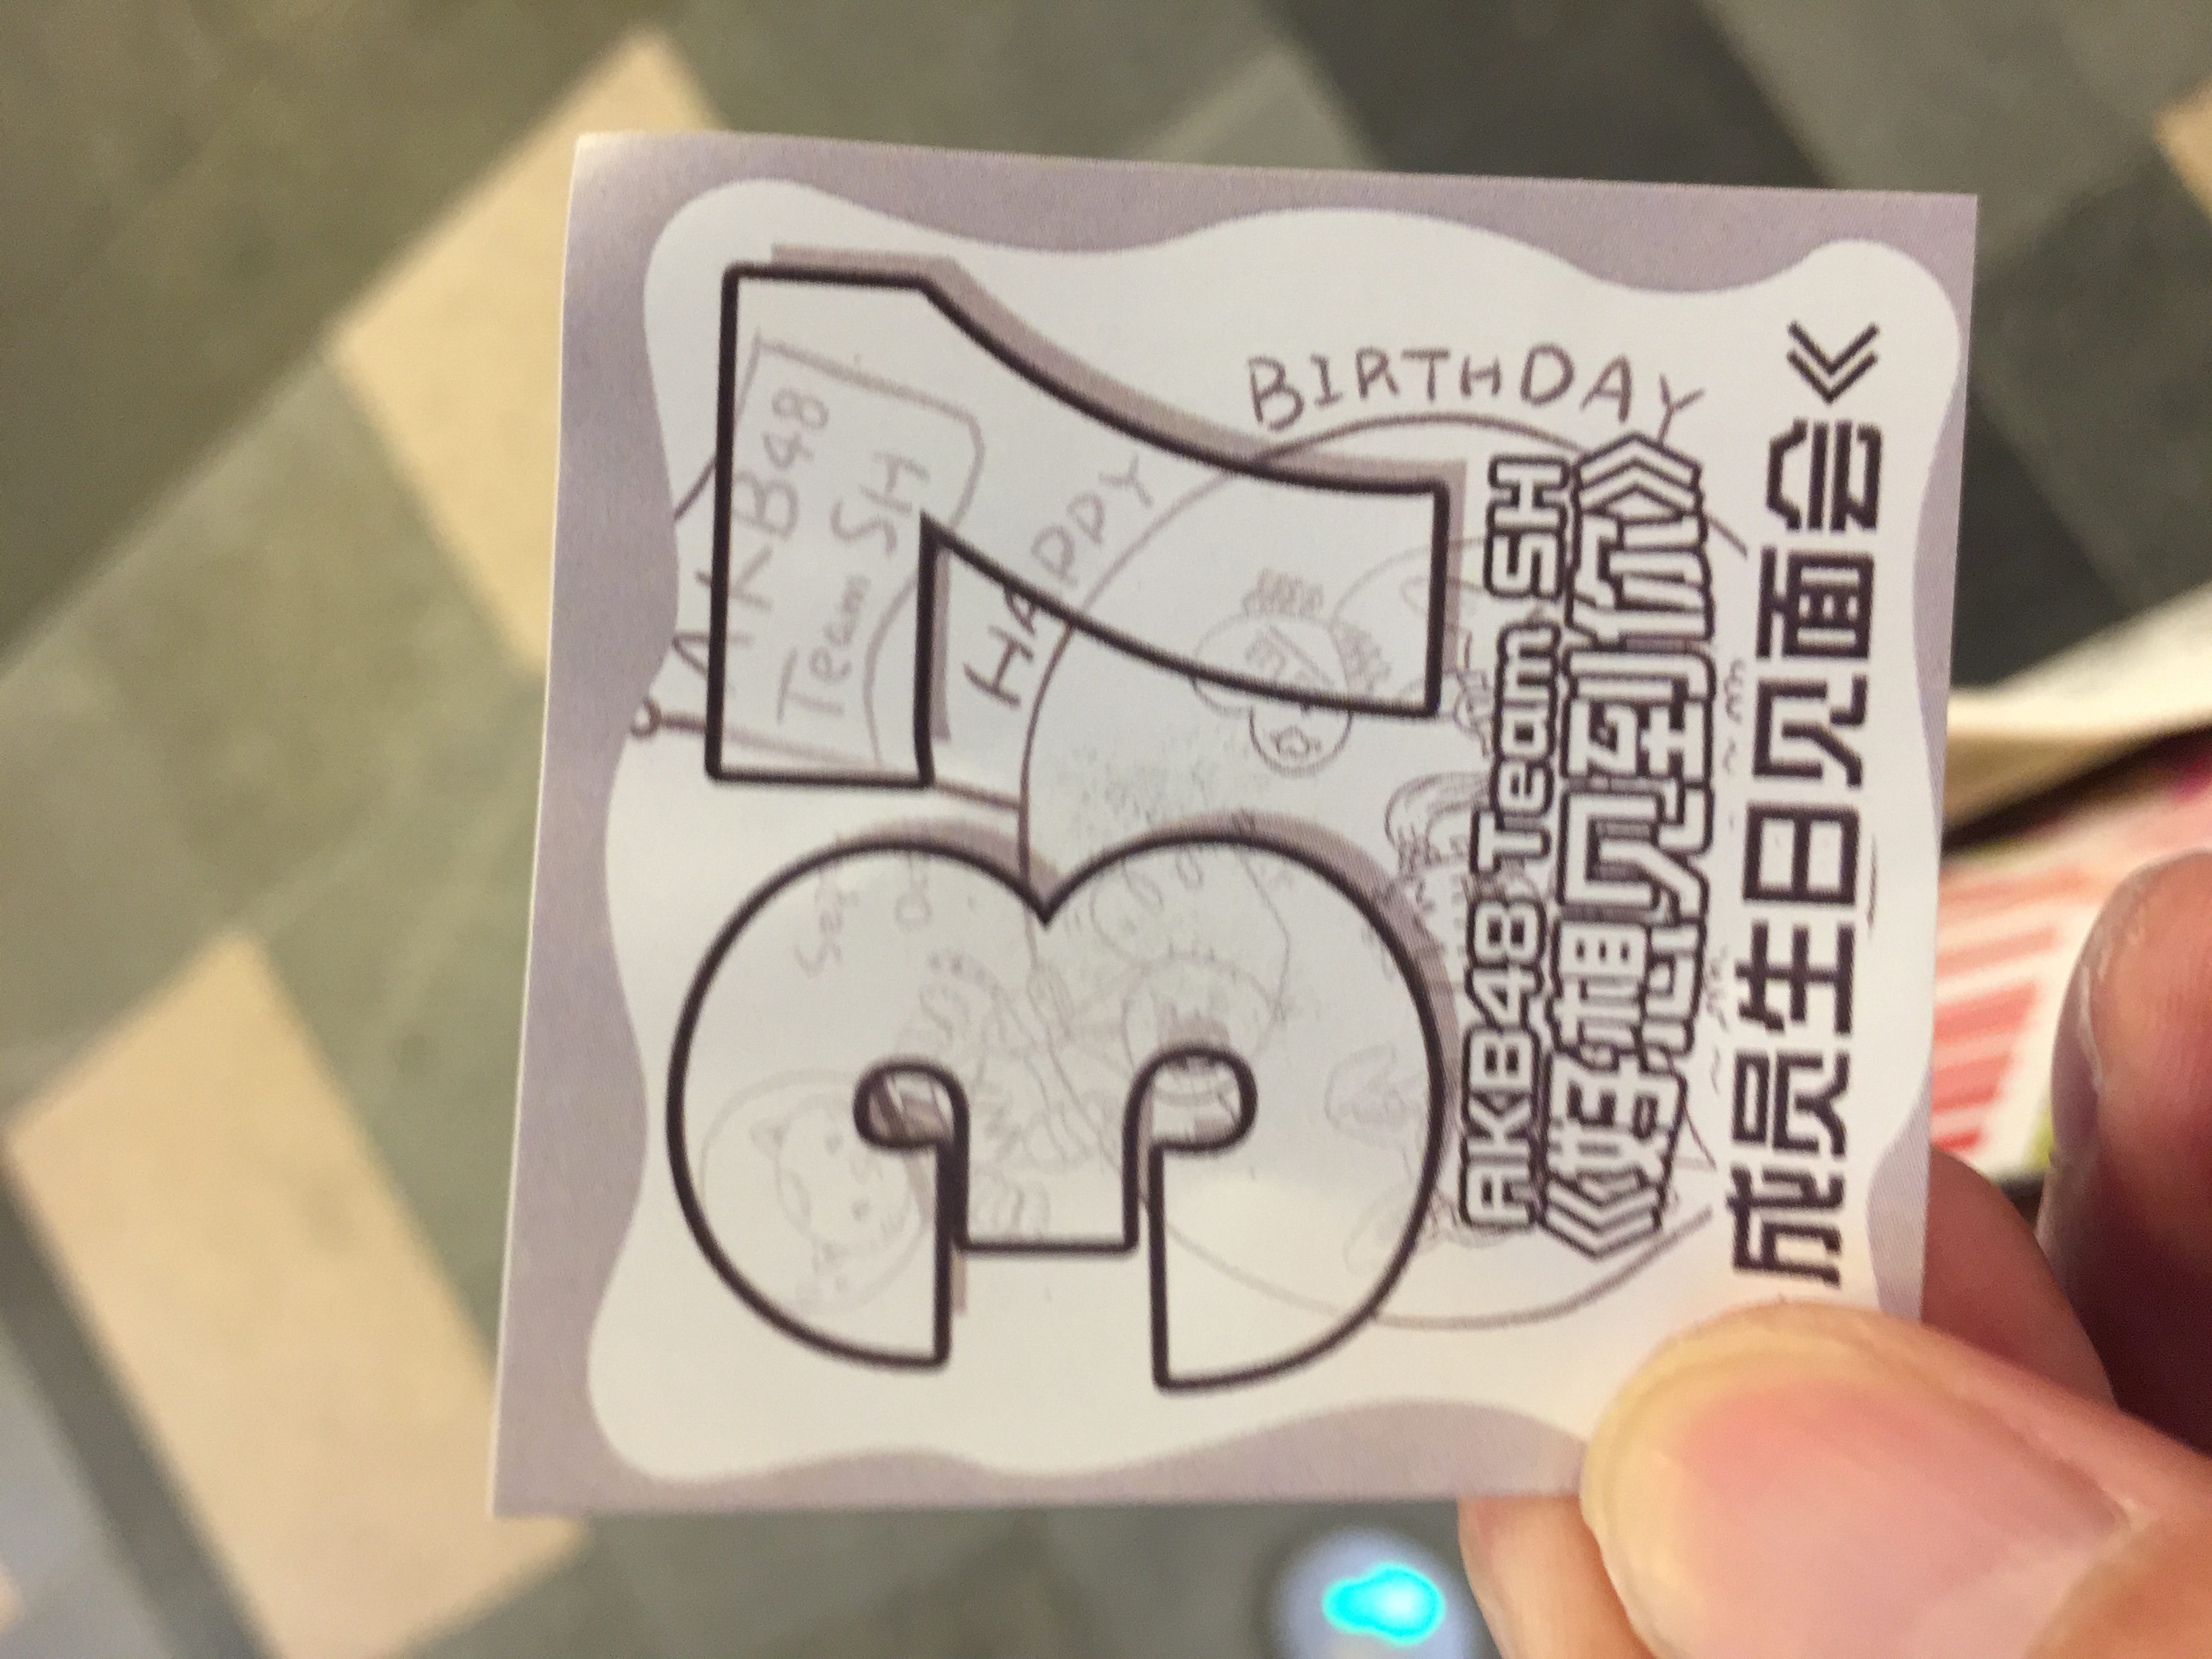 AKB48
Team SH
HAPPY BIRTHDAY
37
AKB48 Team SH
《好想见到你》
成员生日见面会